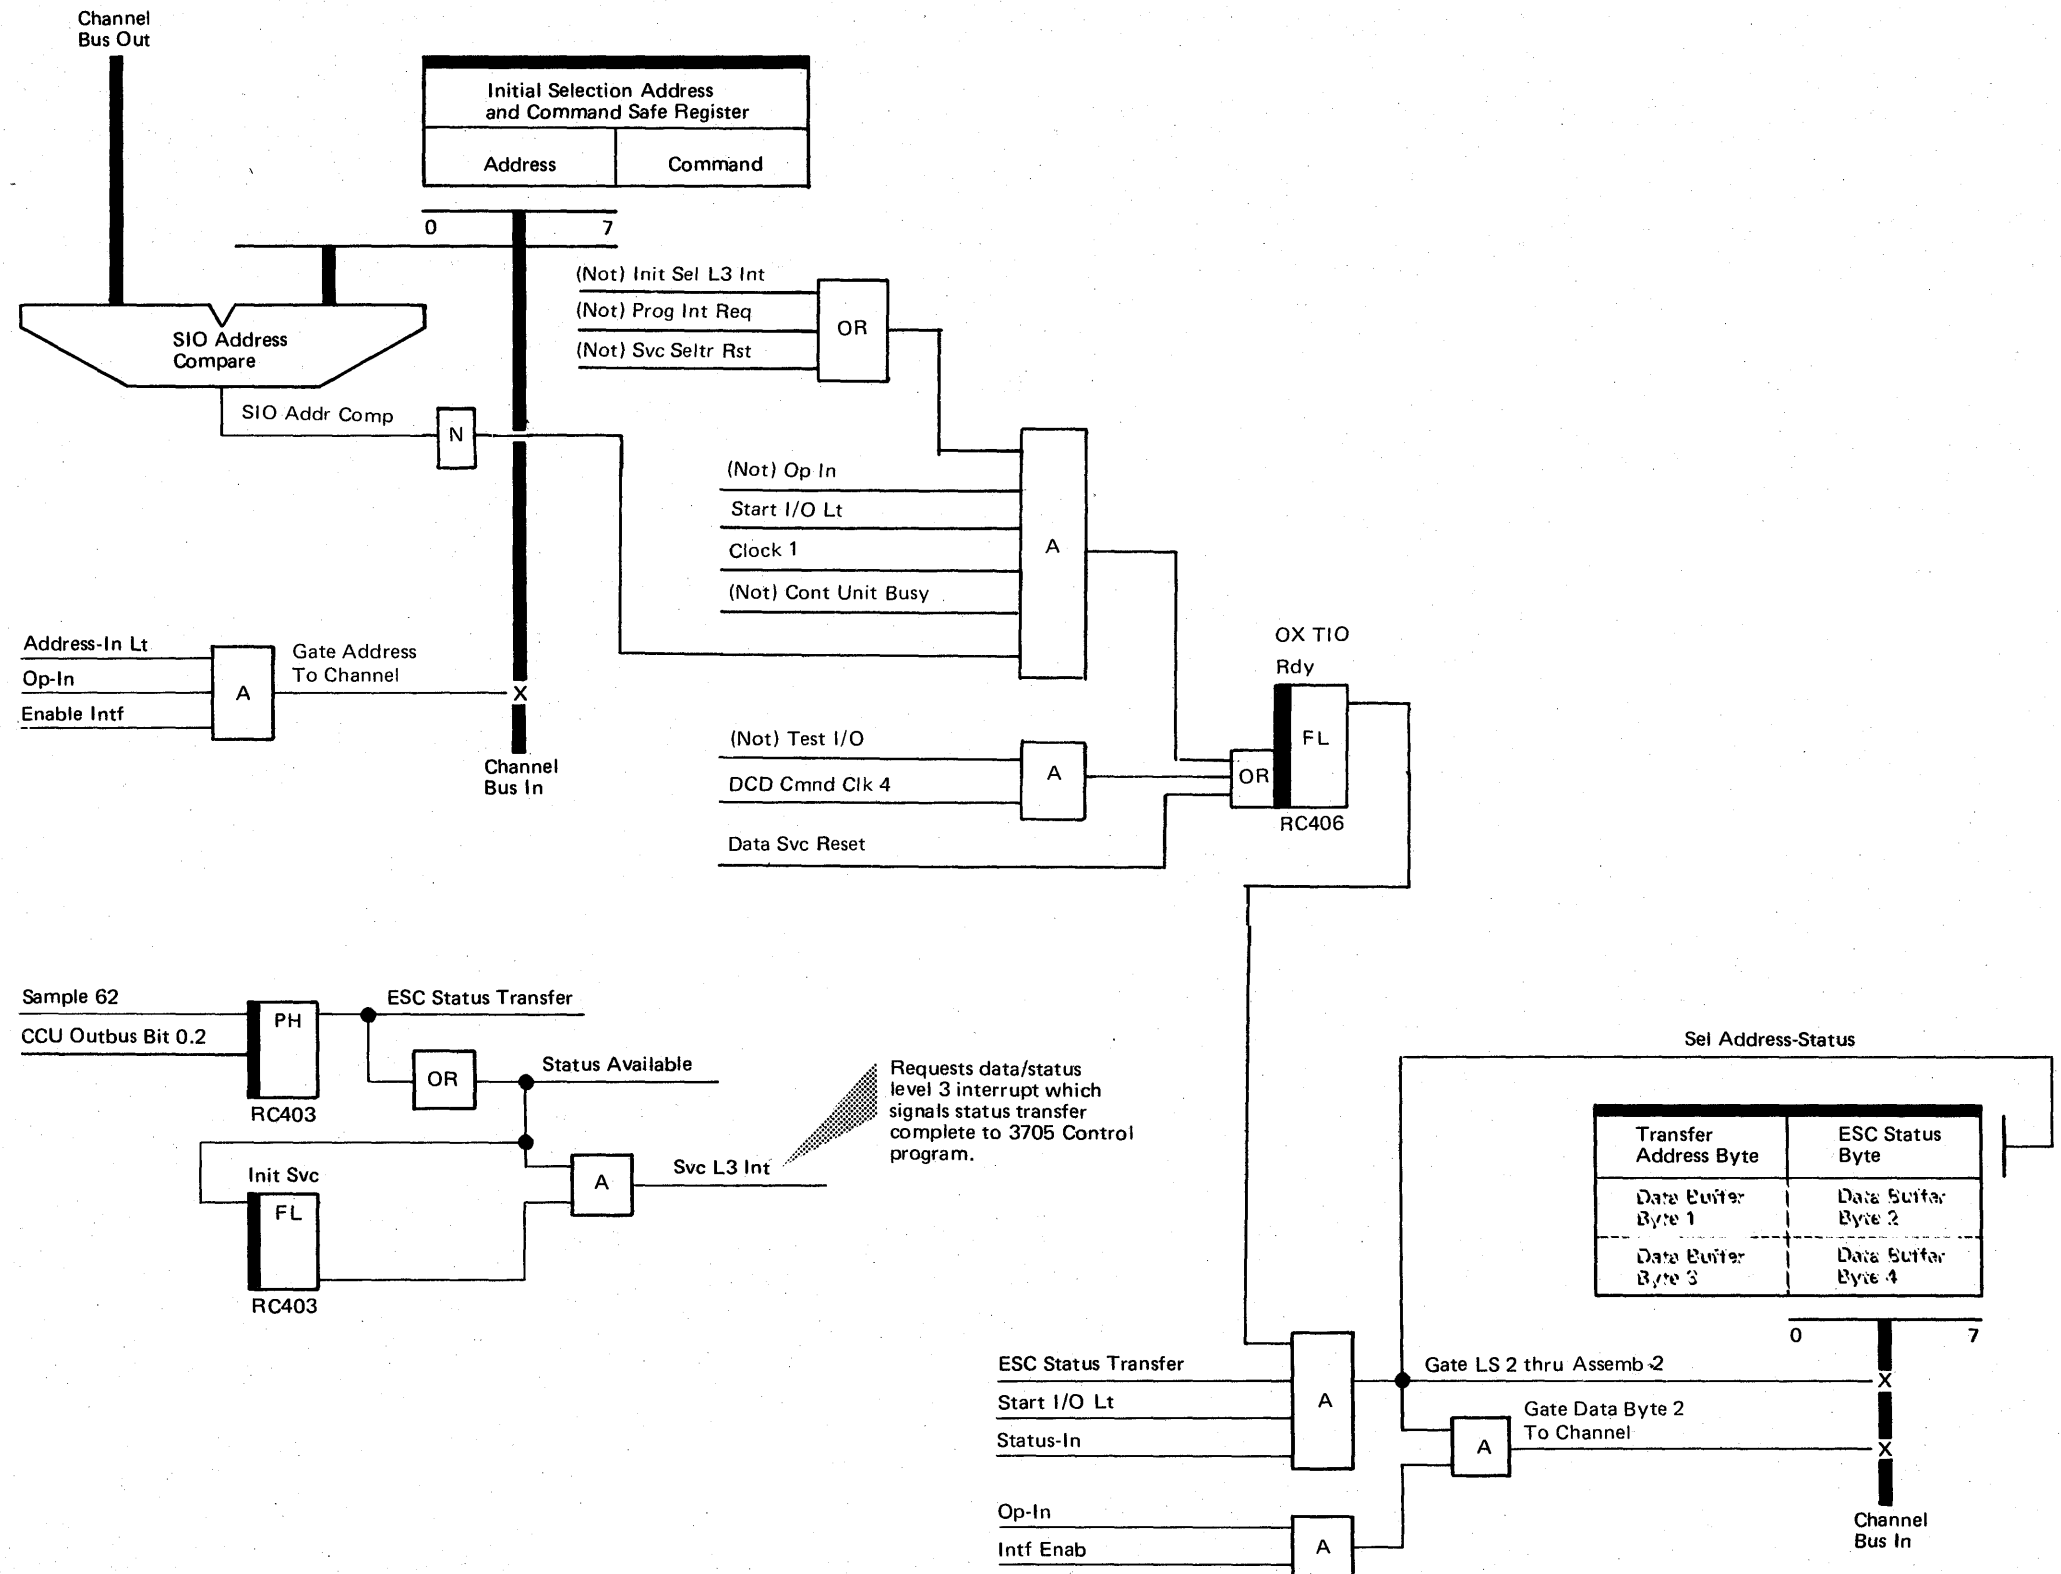 Channel
Bus Out
Initial Selection Address
and Command Safe Register
Address
Command
0
7
SIO Address
Compare
(Not) Init Sel L3 Int
(Not) Prog Int Req
(Not) Svc Seltr Rst
OR
SIO Addr Comp
N
(Not) Op In
Start I/O Lt
Clock 1
(Not) Cont Unit Busy
A
Address-In Lt
Op-In
Enable Intf
A
Gate Address
To Channel
X
Channel
Bus In
(Not) Test I/O
DCD Cmnd Clk 4
A
Data Svc Reset
OX TIO
Rdy
OR
FL
RC406
Sample 62
CCU Outbus Bit 0.2
PH
RC403
ESC Status Transfer
OR
Status Available
Init Svc
FL
RC403
A
Svc L3 Int
Requests data/status
level 3 interrupt which
signals status transfer
complete to 3705 Control
program.
Sel Address-Status
Transfer
Address Byte
ESC Status
Byte
Data Buffer
Byte 1
Data Buffer
Byte 2
Data Buffer
Byte 3
Data Buffer
Byte 4
0
7
ESC Status Transfer
Start I/O Lt
Status-In
A
Gate LS 2 thru Assemb 2
X
Gate Data Byte 2
To Channel
A
X
Op-In
Intf Enab
A
Channel
Bus In